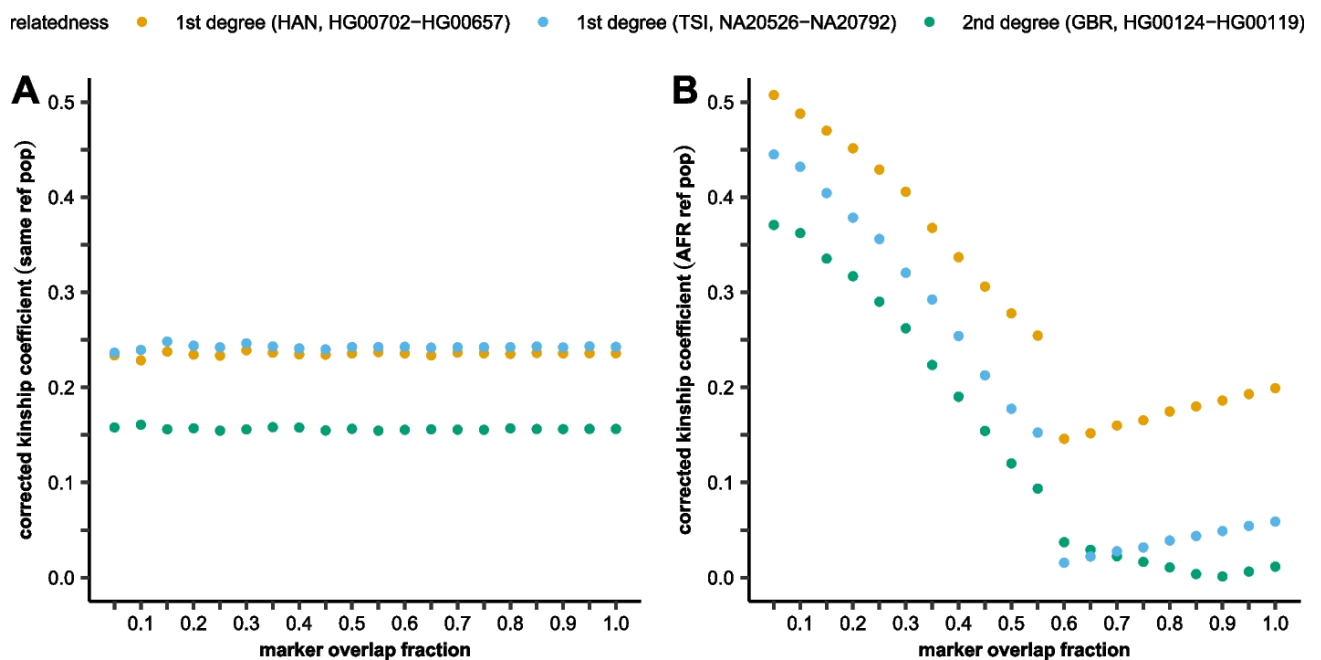 relatedness 1st degree (HAN, HG00702−HG00657) 1st degree (TSI, NA20526−NA20792) 2nd degree (GBR, HG00124−HG00119)
A
corrected kinship coefficient (same ref pop)
0.5
0.4
0.3
0.2
0.1
0.0
0.1 0.2 0.3 0.4 0.5 0.6 0.7 0.8 0.9 1.0
marker overlap fraction
B
corrected kinship coefficient (AFR ref pop)
0.5
0.4
0.3
0.2
0.1
0.0
0.1 0.2 0.3 0.4 0.5 0.6 0.7 0.8 0.9 1.0
marker overlap fraction